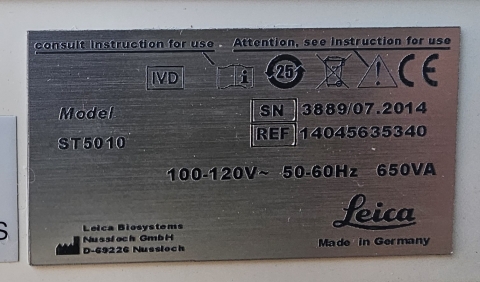 consult instruction for use Attention, see instruction for use
IVD i 25 CE
Model SN 3889/07.2014
ST5010 REF 14045635340
100-120V~ 50-60Hz 650VA
Leica Biosystems
Nussloch GmbH
D-69226 Nussloch
Leica
Made in Germany
S